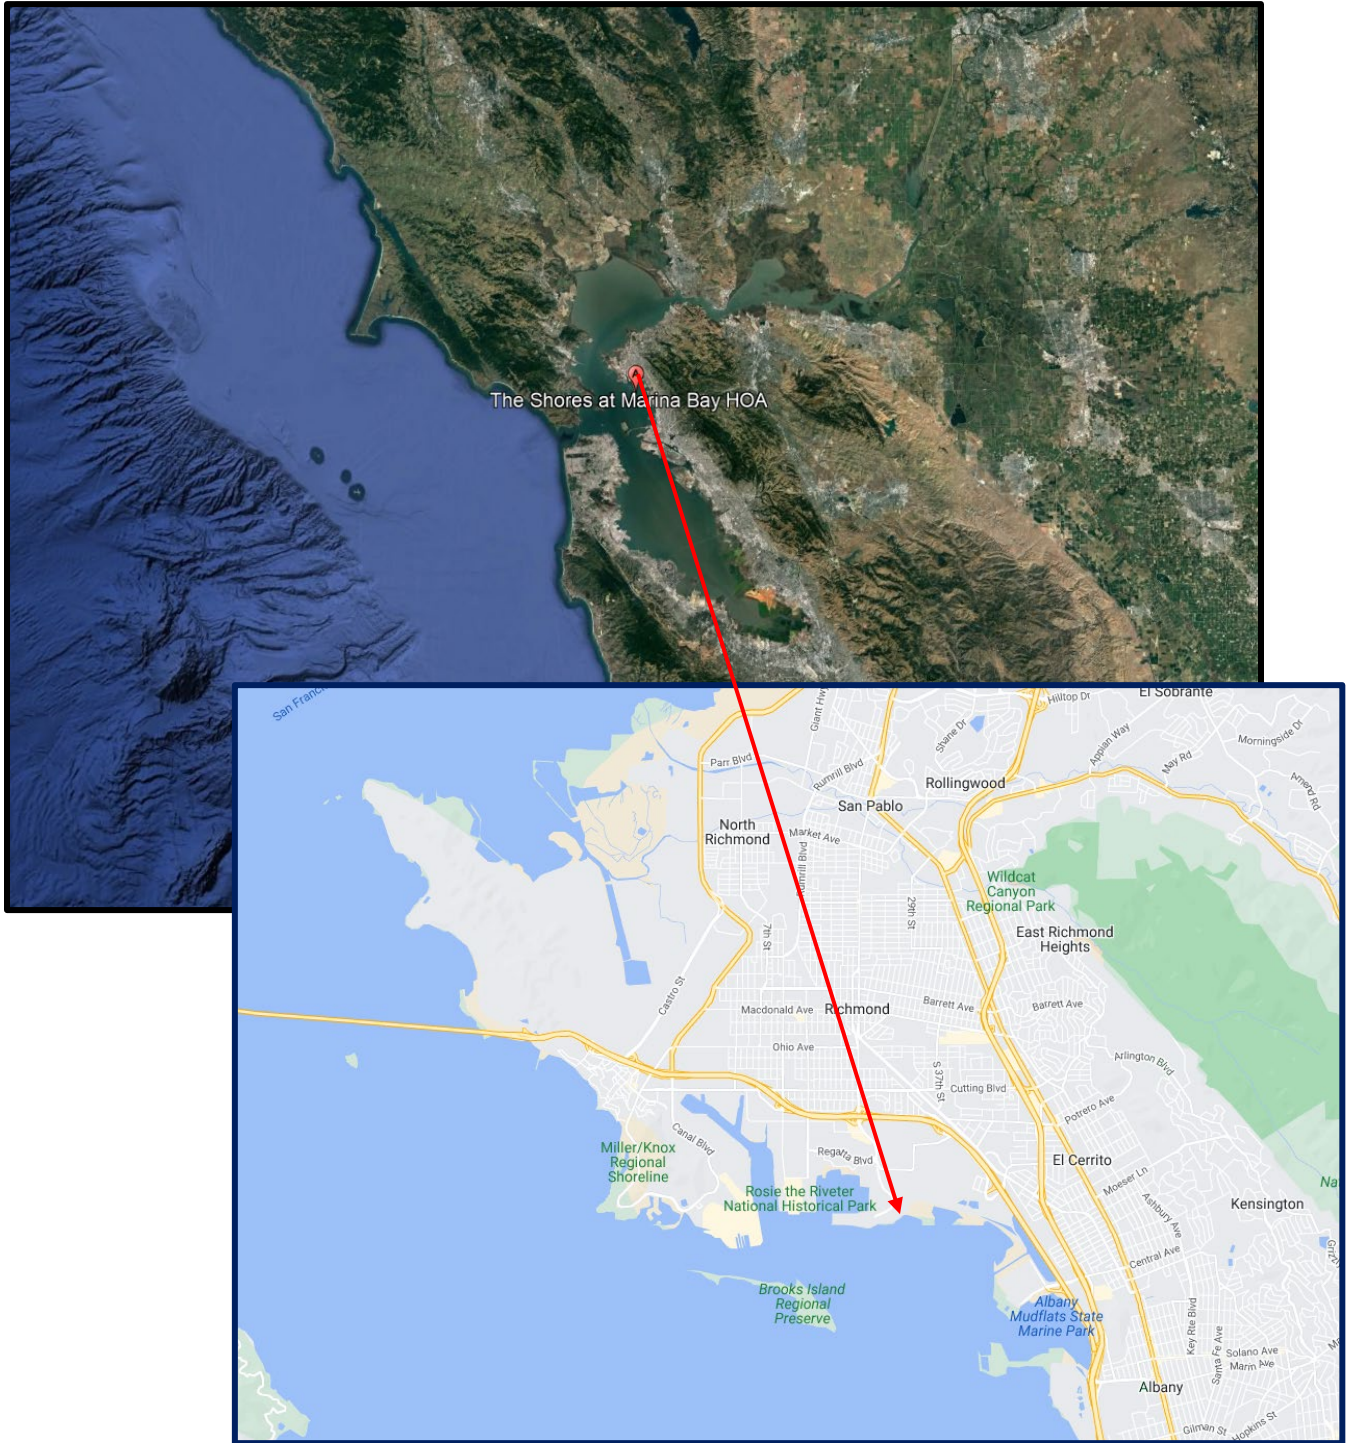 A
The Shores at Marina Bay HOA
San Franc
Giant Hwy
Hilltop Dr
El Sobrante
Shane Dr
Appian Way
Morningside Dr
May Rd
Parr Blvd
Rumrill Blvd
Rollingwood
Amend Rd
San Pablo
North
Richmond
Market Ave
Rumrill Blvd
Wildcat
Canyon
Regional Park
29th St
7th St
East Richmond
Heights
Castro St
Macdonald Ave
Richmond
Barrett Ave
Barrett Ave
Ohio Ave
Arlington Blvd
S 37th St
Cutting Blvd
Potrero Ave
Canal Blvd
Miller/Knox
Regional
Shoreline
Regatta Blvd
El Cerrito
Moeser Ln
Rosie the Riveter
National Historical Park
Ashbury Ave
Na
Kensington
Central Ave
Grizzly
Brooks Island
Regional
Preserve
Albany
Mudflats State
Marine Park
Key Rte Blvd
Santa Fe Ave
Solano Ave
Marin Ave
Albany
Gilman St
Hopkins St